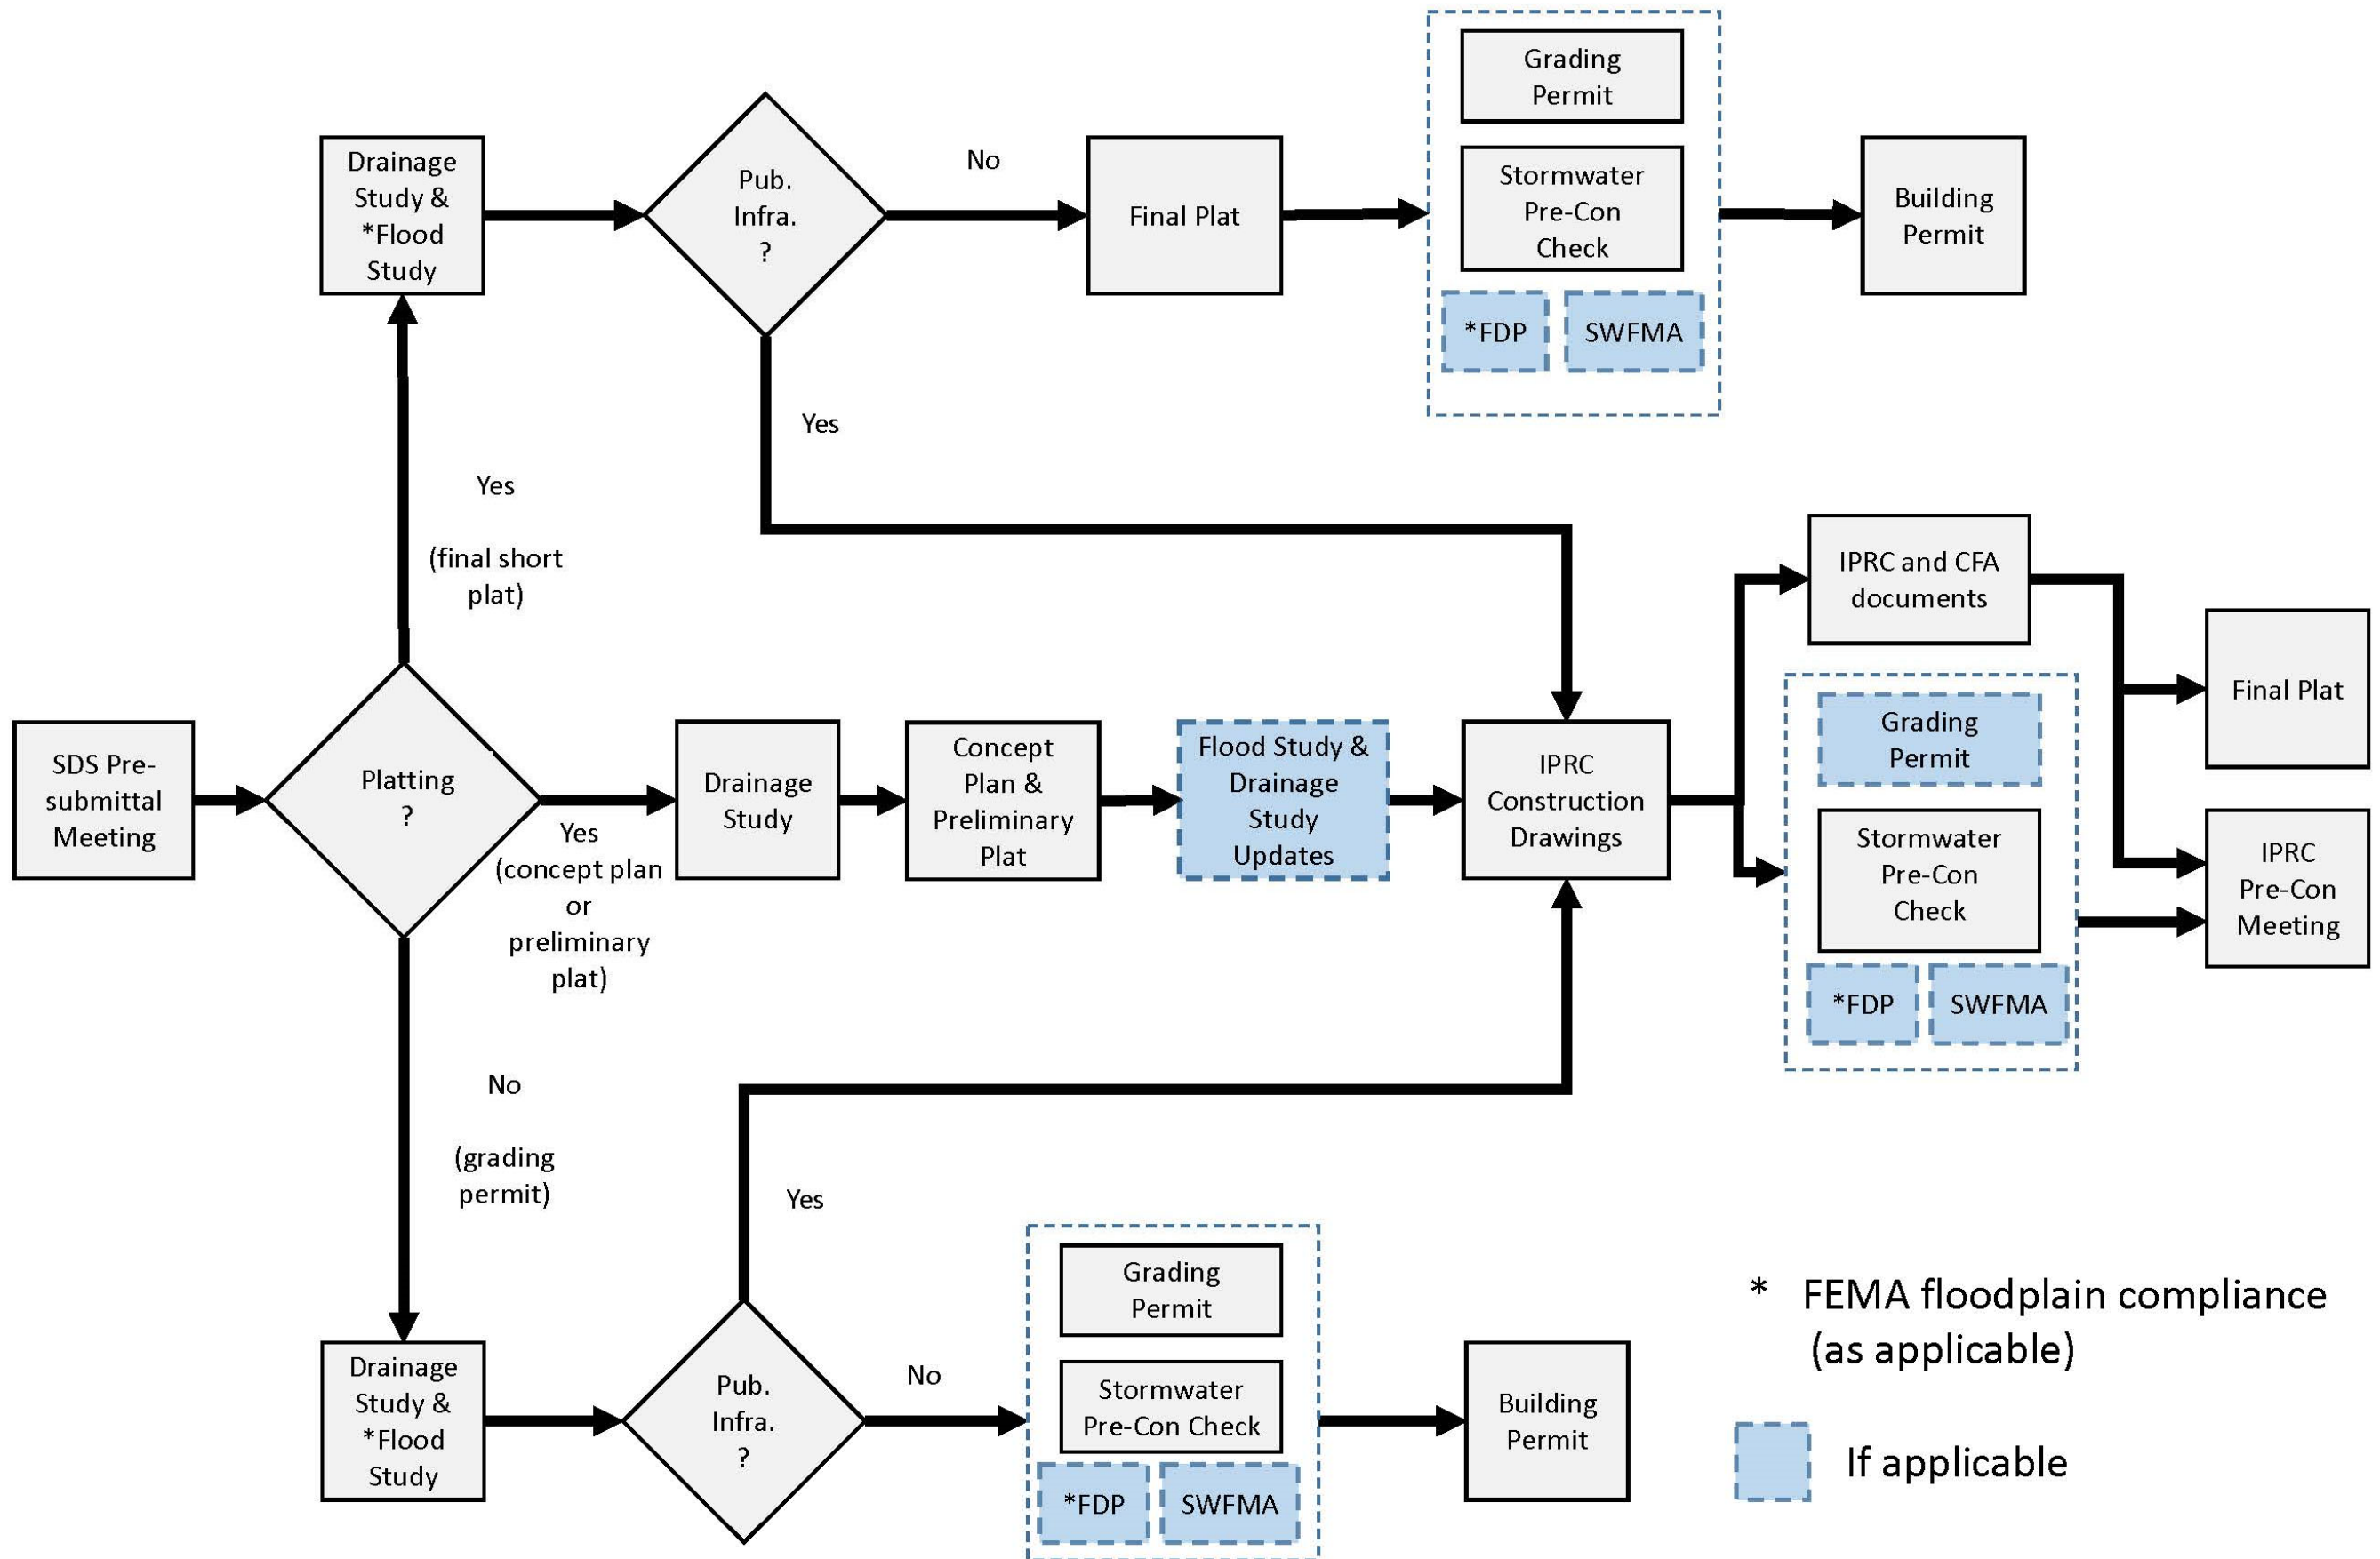 Grading
Permit
Drainage
Study &
*Flood
Study
Pub.
Infra.
?
No
Final Plat
Stormwater
Pre-Con
Check
*FDP
SWFMA
Building
Permit
Yes
Yes
(final short
plat)
SDS Pre-
submittal
Meeting
Platting
?
Yes
(concept plan
or
preliminary
plat)
Drainage
Study
Concept
Plan &
Preliminary
Plat
Flood Study &
Drainage
Study
Updates
IPRC
Construction
Drawings
IPRC and CFA
documents
Grading
Permit
Stormwater
Pre-Con
Check
*FDP
SWFMA
Final Plat
IPRC
Pre-Con
Meeting
No
(grading
permit)
Drainage
Study &
*Flood
Study
Pub.
Infra.
?
Yes
No
Grading
Permit
Stormwater
Pre-Con Check
*FDP
SWFMA
Building
Permit
* FEMA floodplain compliance
(as applicable)
If applicable